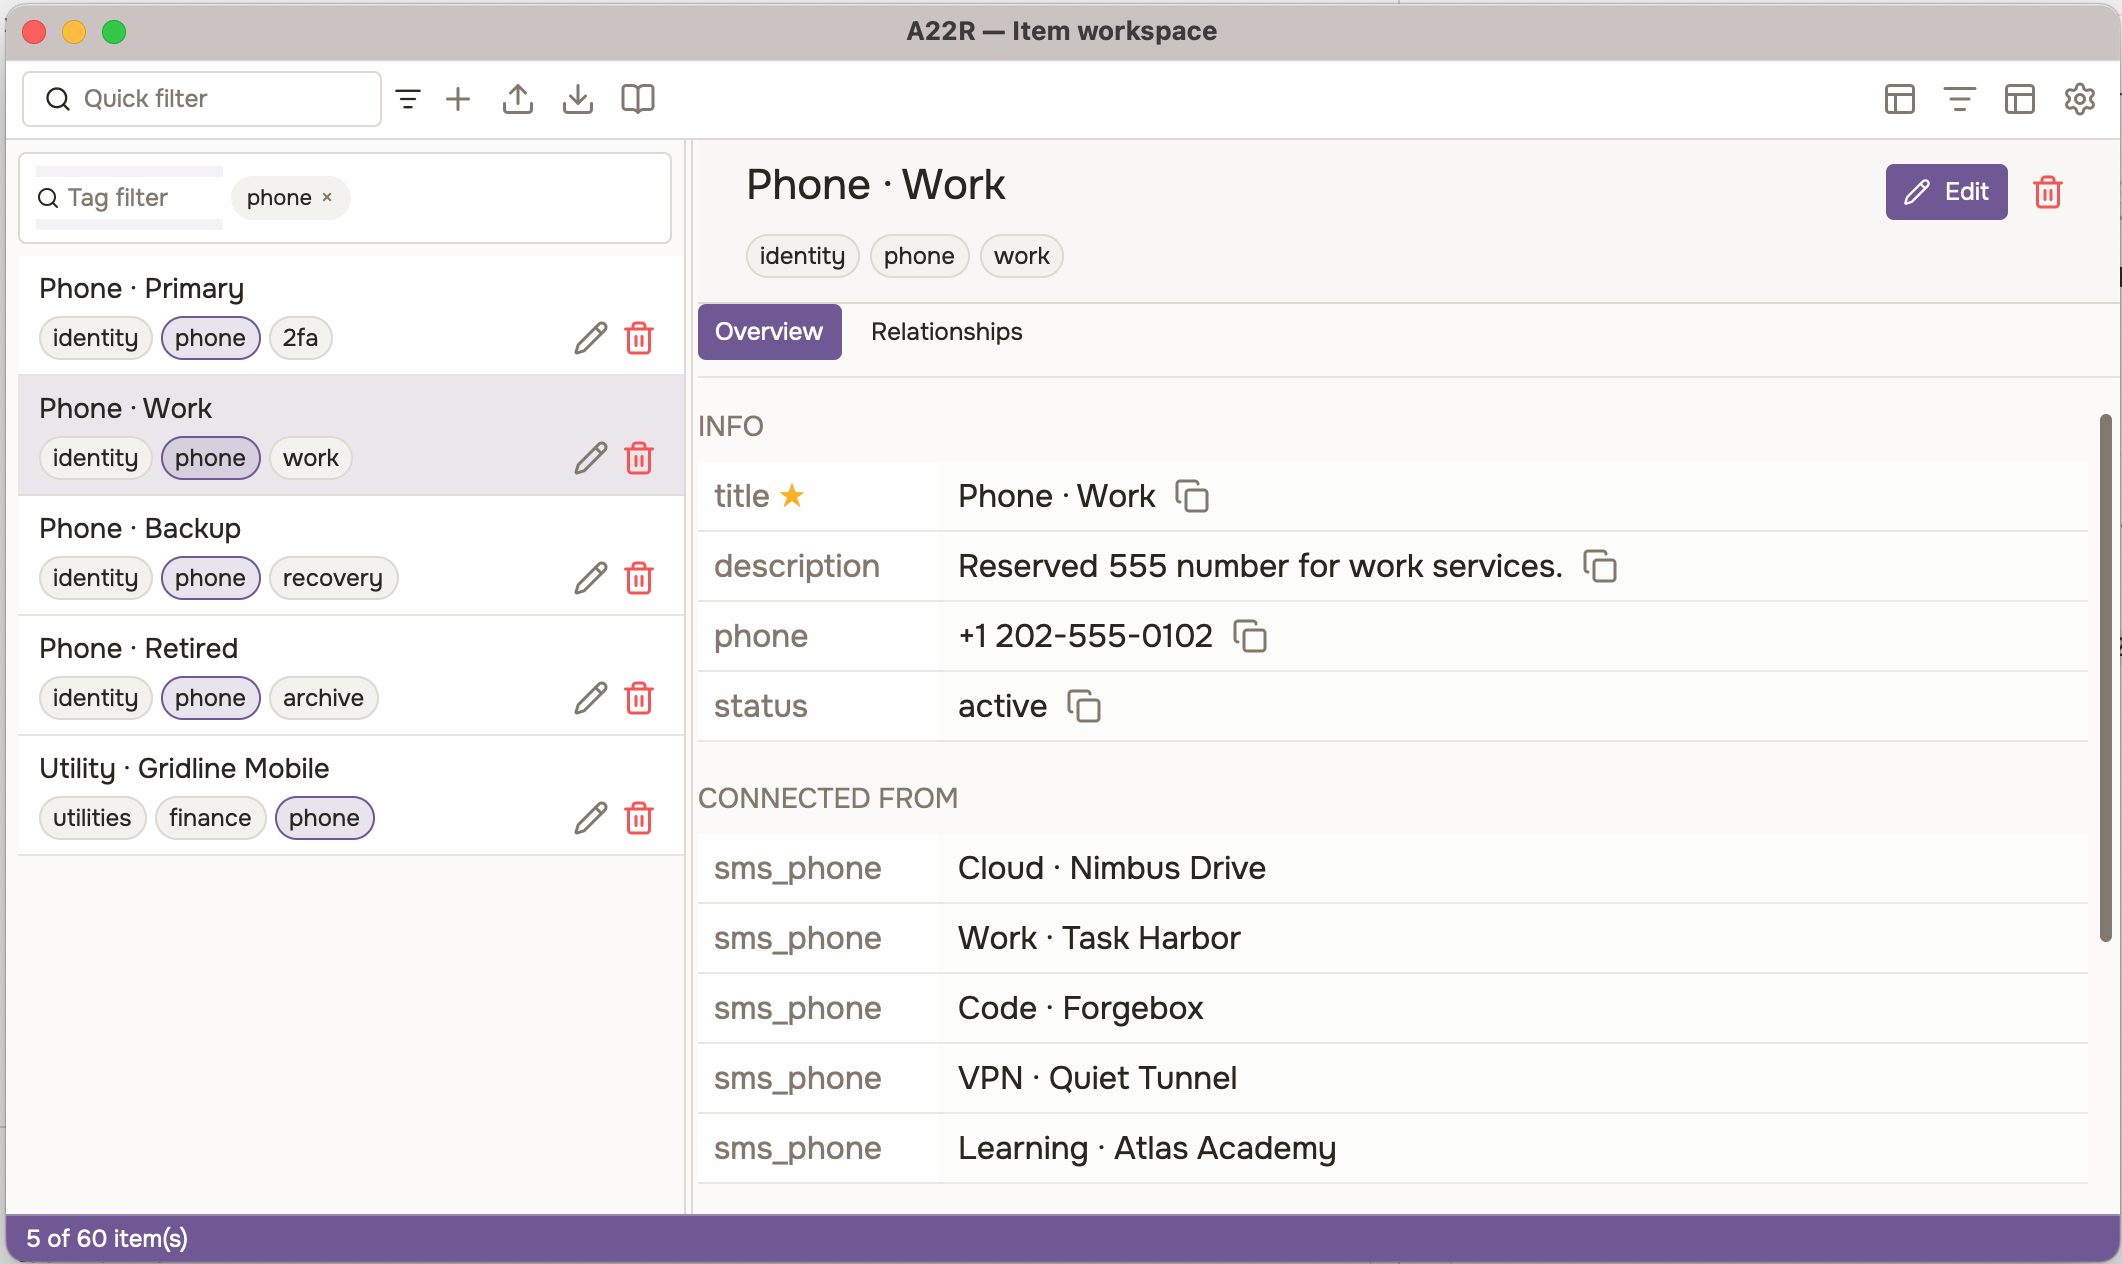 A22R — Item workspace
Quick filter
Tag filter phone ×
Phone · Primary
identity phone 2fa
Phone · Work
identity phone work
Phone · Backup
identity phone recovery
Phone · Retired
identity phone archive
Utility · Gridline Mobile
utilities finance phone
Phone · Work
Edit
identity phone work
Overview Relationships
INFO
title ★ Phone · Work
description Reserved 555 number for work services.
phone +1 202-555-0102
status active
CONNECTED FROM
sms_phone Cloud · Nimbus Drive
sms_phone Work · Task Harbor
sms_phone Code · Forgebox
sms_phone VPN · Quiet Tunnel
sms_phone Learning · Atlas Academy
5 of 60 item(s)